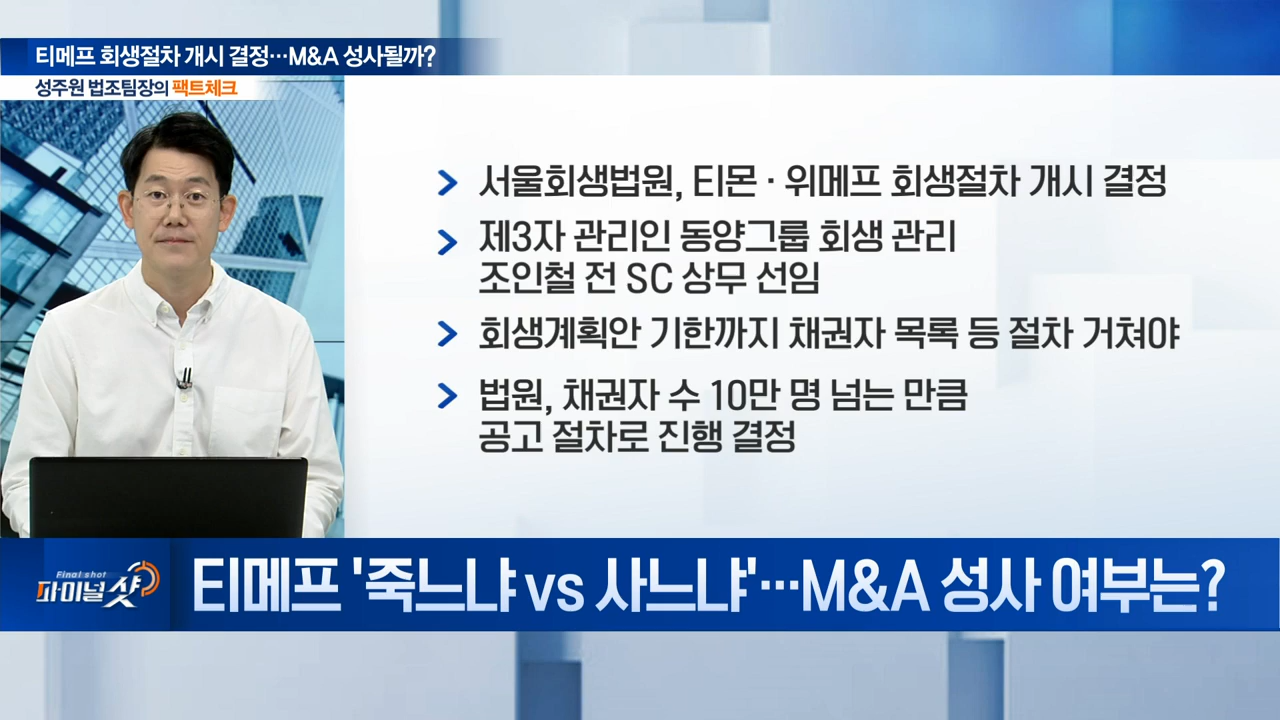 티메프 회생절차 개시 결정…M&A 성사될까?
성주원 법조팀장의 팩트체크
서울회생법원, 티몬 · 위메프 회생절차 개시 결정
제3자 관리인 동양그룹 회생 관리
조인철 전 SC 상무 선임
회생계획안 기한까지 채권자 목록 등 절차 거쳐야
법원, 채권자 수 10만 명 넘는 만큼
공고 절차로 진행 결정
Final shot
파이널 샷
티메프 '죽느냐 vs 사느냐'…M&A 성사 여부는?